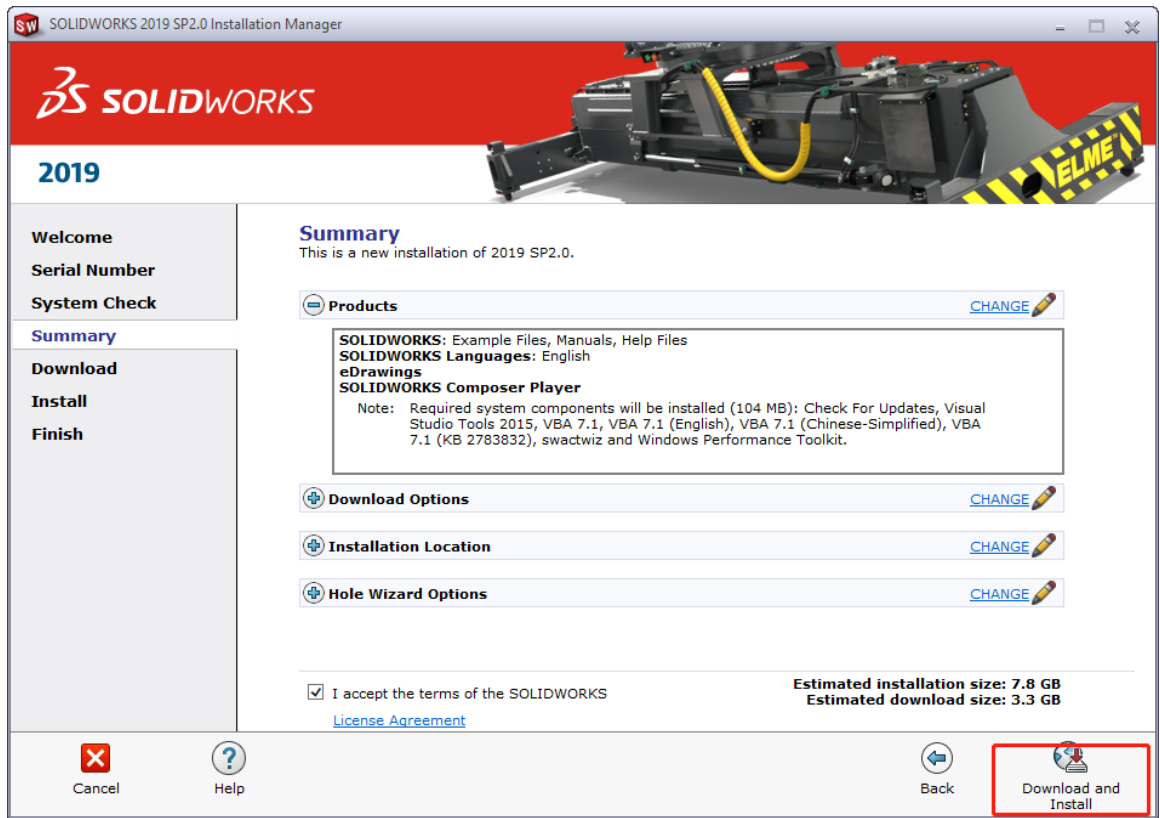 SW SOLIDWORKS 2019 SP2.0 Installation Manager
3S SOLIDWORKS
ELME
2019
Welcome
Serial Number
System Check
Summary
Download
Install
Finish
Summary
This is a new installation of 2019 SP2.0.
Products CHANGE
SOLIDWORKS: Example Files, Manuals, Help Files
SOLIDWORKS Languages: English
eDrawings
SOLIDWORKS Composer Player
Note: Required system components will be installed (104 MB): Check For Updates, Visual
Studio Tools 2015, VBA 7.1, VBA 7.1 (English), VBA 7.1 (Chinese-Simplified), VBA
7.1 (KB 2783832), swactwiz and Windows Performance Toolkit.
Download Options CHANGE
Installation Location CHANGE
Hole Wizard Options CHANGE
I accept the terms of the SOLIDWORKS
License Agreement
Estimated installation size: 7.8 GB
Estimated download size: 3.3 GB
Cancel
Help
Back
Download and
Install